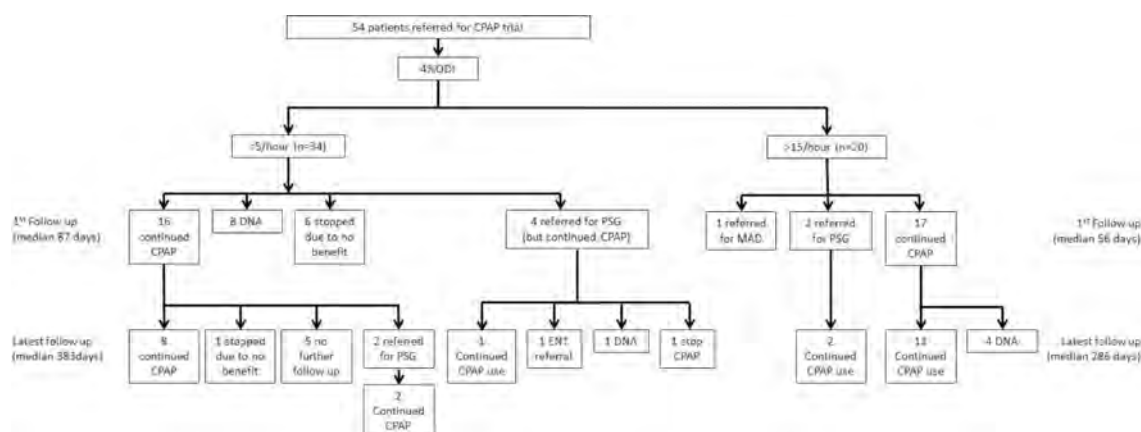 54 patients referred for CPAP trial
4%ODI
>5/hour (n=34)
>15/hour (n=20)
1st Follow up
(median 87 days)
16
continued
CPAP
8 DNA
6 stopped
due to no
benefit
4 referred for PSG
(but continued CPAP)
1 referred
for MAD
2 referred
for PSG
17
continued
CPAP
1st Follow up
(median 56 days)
Latest follow up
(median 383days)
8
continued
CPAP
1 stopped
due to no
benefit
5 no
further
follow up
2 referred
for PSG
2
Continued
CPAP
1
Continued
CPAP use
1 ENT
referral
1 DNA
1 stop
CPAP
2
Continued
CPAP use
13
Continued
CPAP use
4 DNA
Latest follow up
(median 286 days)